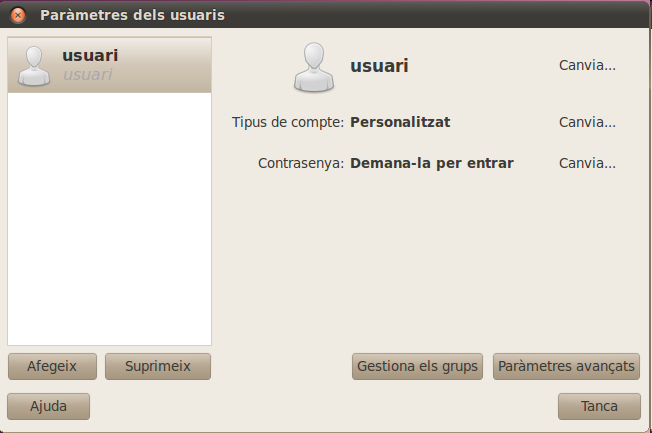 Paràmetres dels usuaris
usuari
usuari
usuari Canvia...
Tipus de compte: Personalitzat Canvia...
Contrasenya: Demana-la per entrar Canvia...
Afegeix Suprimeix Gestiona els grups Paràmetres avançats
Ajuda Tanca